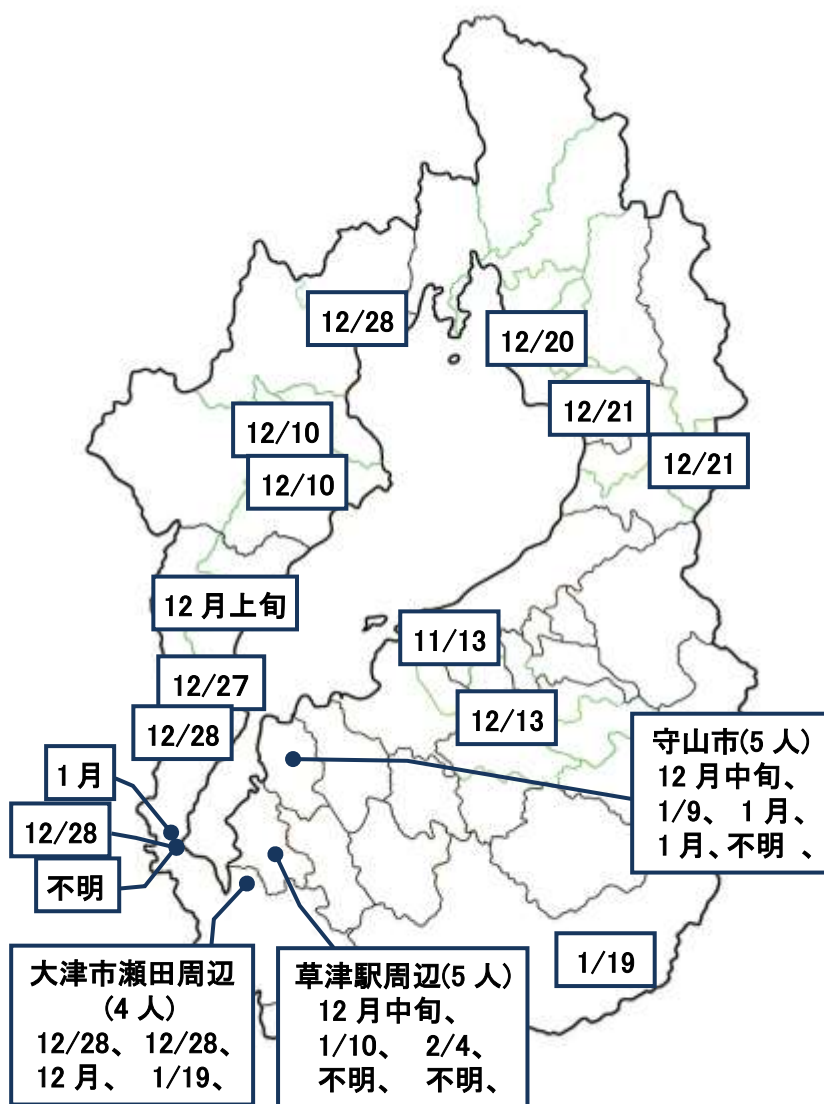 12/28
12/20
12/21
12/10
12/21
12/10
12月上旬
11/13
12/27
12/13
12/28
守山市(5人)
12月中旬、
1/9、 1月、
1月、不明 、
1月
12/28
不明
大津市瀬田周辺
(4人)
12/28、 12/28、
12月、 1/19、
草津駅周辺(5人)
12月中旬、
1/10、 2/4、
不明、 不明、
1/19